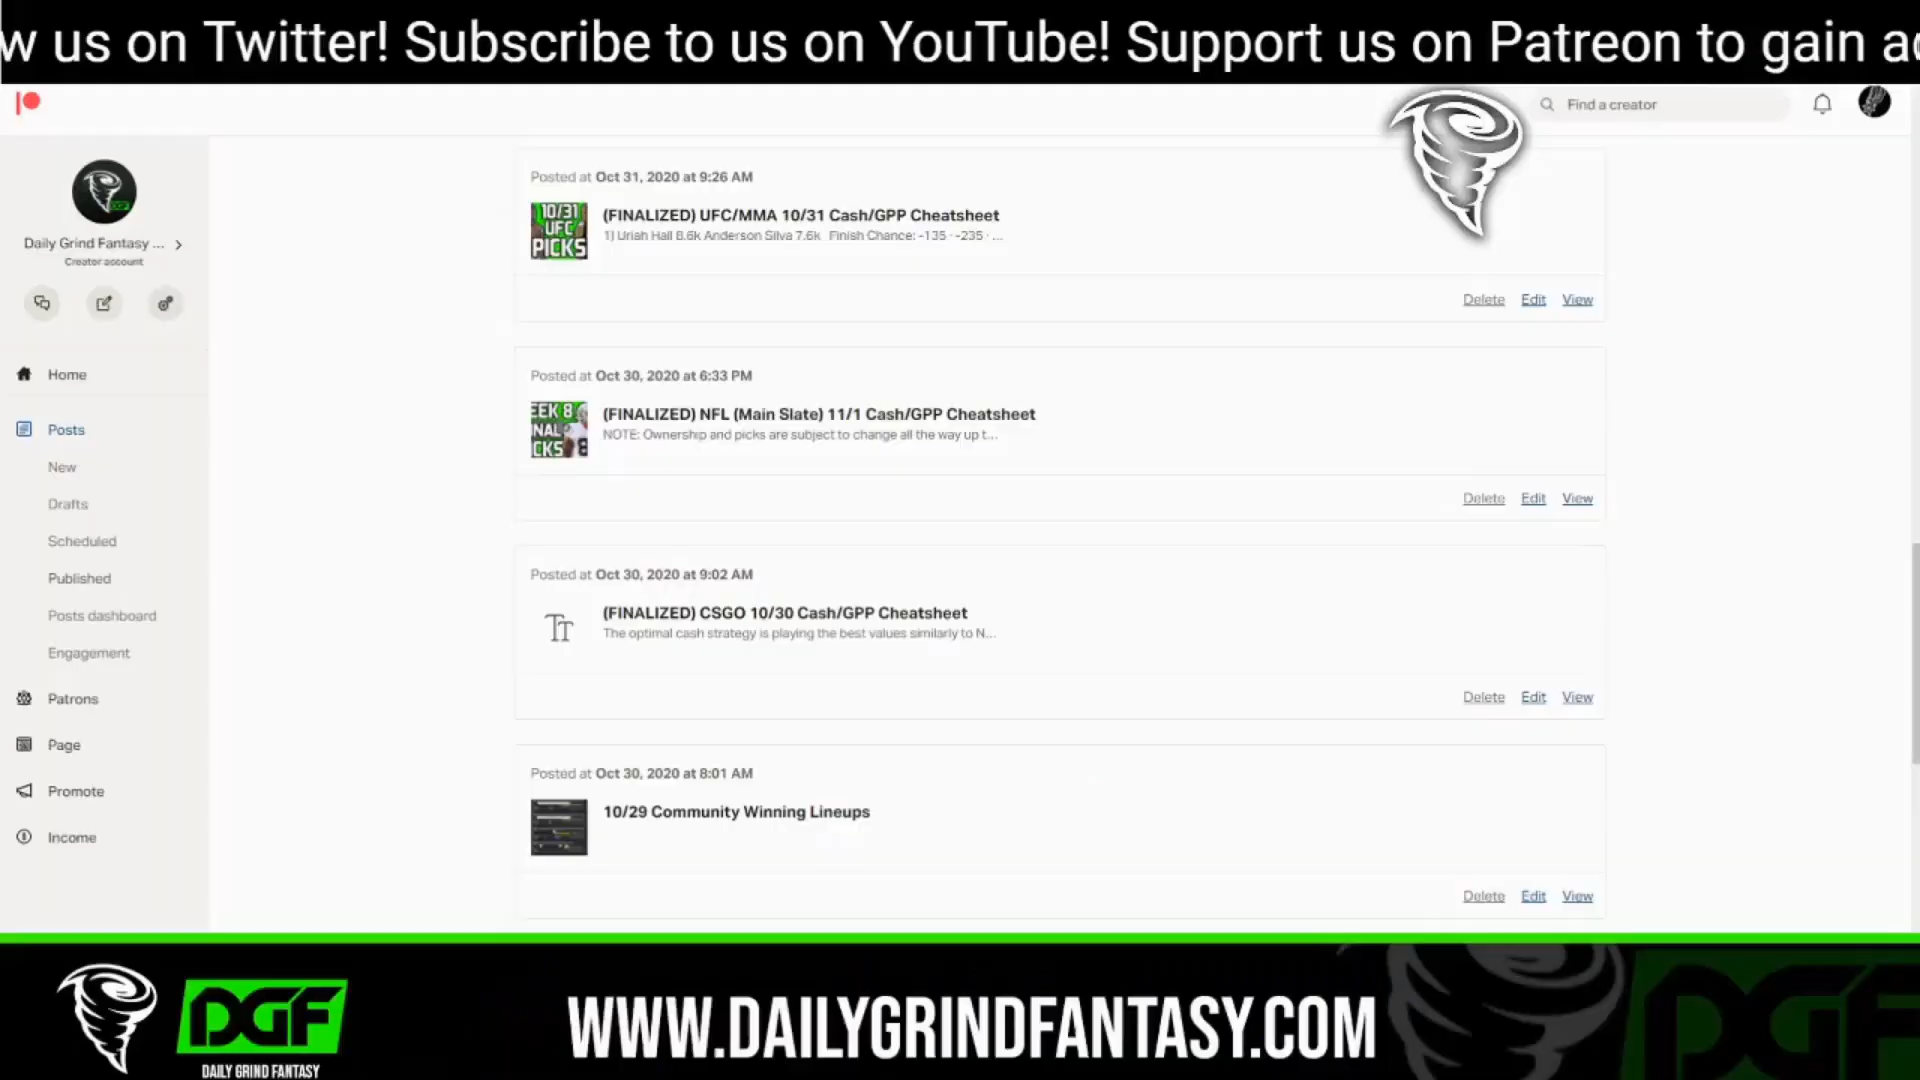 w us on Twitter! Subscribe to us on YouTube! Support us on Patreon to gain ac
Find a creator
Daily Grind Fantasy ...
Creator account
Home
Posts
New
Drafts
Scheduled
Published
Posts dashboard
Engagement
Patrons
Page
Promote
Income
Posted at Oct 31, 2020 at 9:26 AM
10/31
UFC
PICKS
(FINALIZED) UFC/MMA 10/31 Cash/GPP Cheatsheet
1) Uriah Hall 8.6k Anderson Silva 7.6k Finish Chance: -135 · -235 · ...
Delete Edit View
Posted at Oct 30, 2020 at 6:33 PM
EEK 8
NAL
CKS
(FINALIZED) NFL (Main Slate) 11/1 Cash/GPP Cheatsheet
NOTE: Ownership and picks are subject to change all the way up t...
Delete Edit View
Posted at Oct 30, 2020 at 9:02 AM
TT
(FINALIZED) CSGO 10/30 Cash/GPP Cheatsheet
The optimal cash strategy is playing the best values similarly to N...
Delete Edit View
Posted at Oct 30, 2020 at 8:01 AM
10/29 Community Winning Lineups
Delete Edit View
DGF
DAILY GRIND FANTASY
WWW.DAILYGRINDFANTASY.COM
DGF